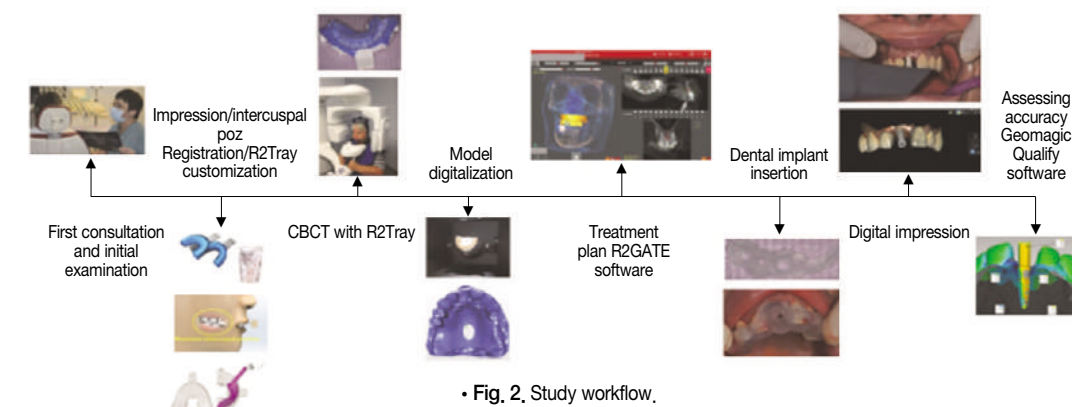 Impression/intercuspal
poz
Registration/R2Tray
customization
Model
digitalization
Dental implant
insertion
Assessing
accuracy
Geomagic
Qualify
software
First consultation
and initial
examination
CBCT with R2Tray
Treatment
plan R2GATE
software
Digital impression
• Fig. 2. Study workflow.